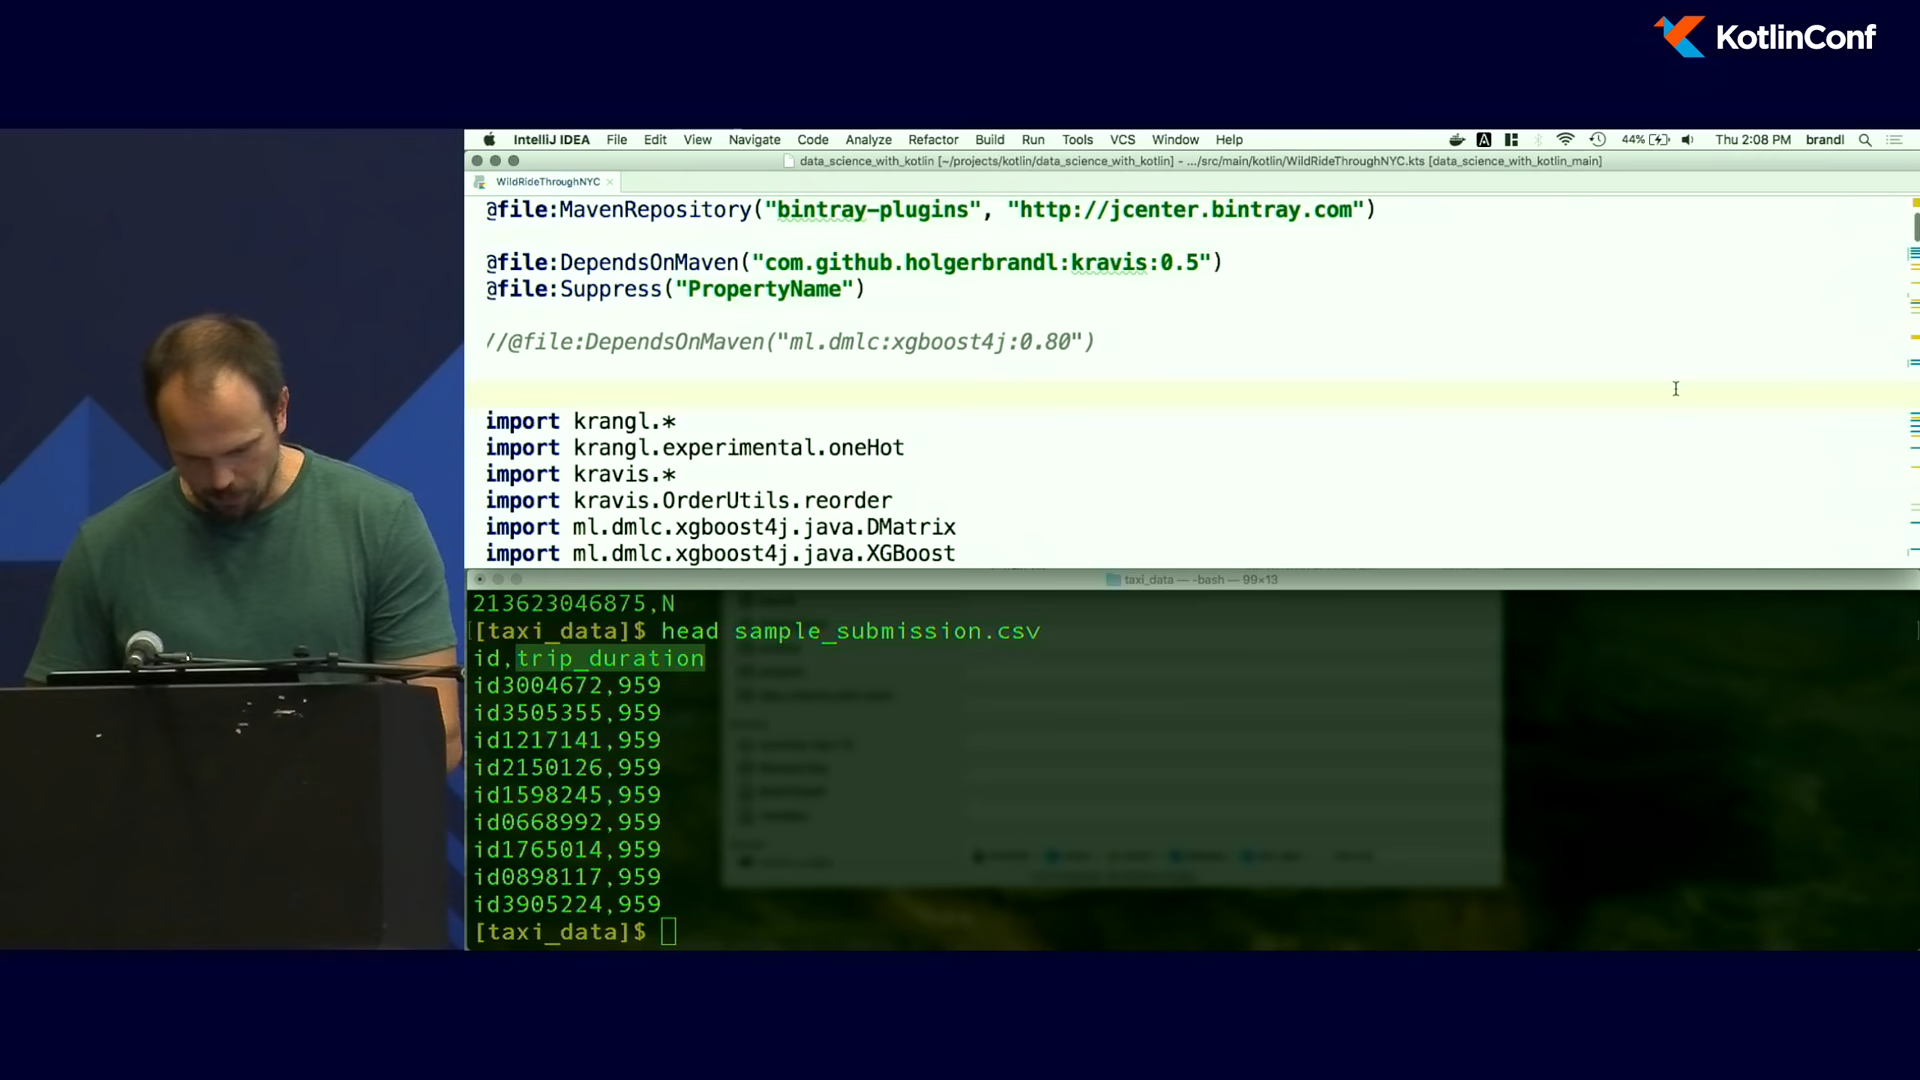 KotlinConf
IntelliJ IDEA File Edit View Navigate Code Analyze Refactor Build Run Tools VCS Window Help A 44% Thu 2:08 PM brandl
data_science_with_kotlin [~/projects/kotlin/data_science_with_kotlin] - .../src/main/kotlin/WildRideThroughNYC.kts [data_science_with_kotlin_main]
WildRideThroughNYC
@file:MavenRepository("bintray-plugins", "http://jcenter.bintray.com")
@file:DependsOnMaven("com.github.holgerbrandl:kravis:0.5")
@file:Suppress("PropertyName")
//@file:DependsOnMaven("ml.dmlc:xgboost4j:0.80")
import krangl.*
import krangl.experimental.oneHot
import kravis.*
import kravis.OrderUtils.reorder
import ml.dmlc.xgboost4j.java.DMatrix
import ml.dmlc.xgboost4j.java.XGBoost
taxi_data — -bash — 99×13
213623046875,N
[taxi_data]$ head sample_submission.csv
id,trip_duration
id3004672,959
id3505355,959
id1217141,959
id2150126,959
id1598245,959
id0668992,959
id1765014,959
id0898117,959
id3905224,959
[taxi_data]$